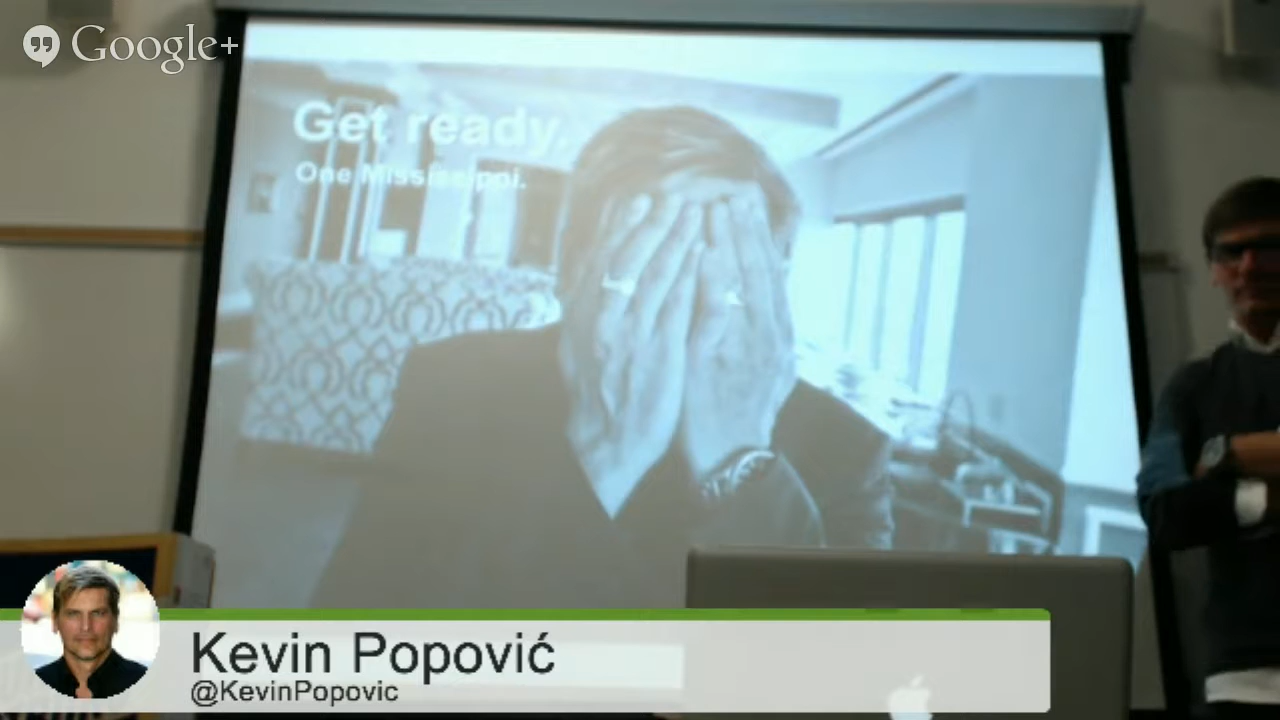 Google+
Get ready,
One Mississippi.
Kevin Popović
@KevinPopovic